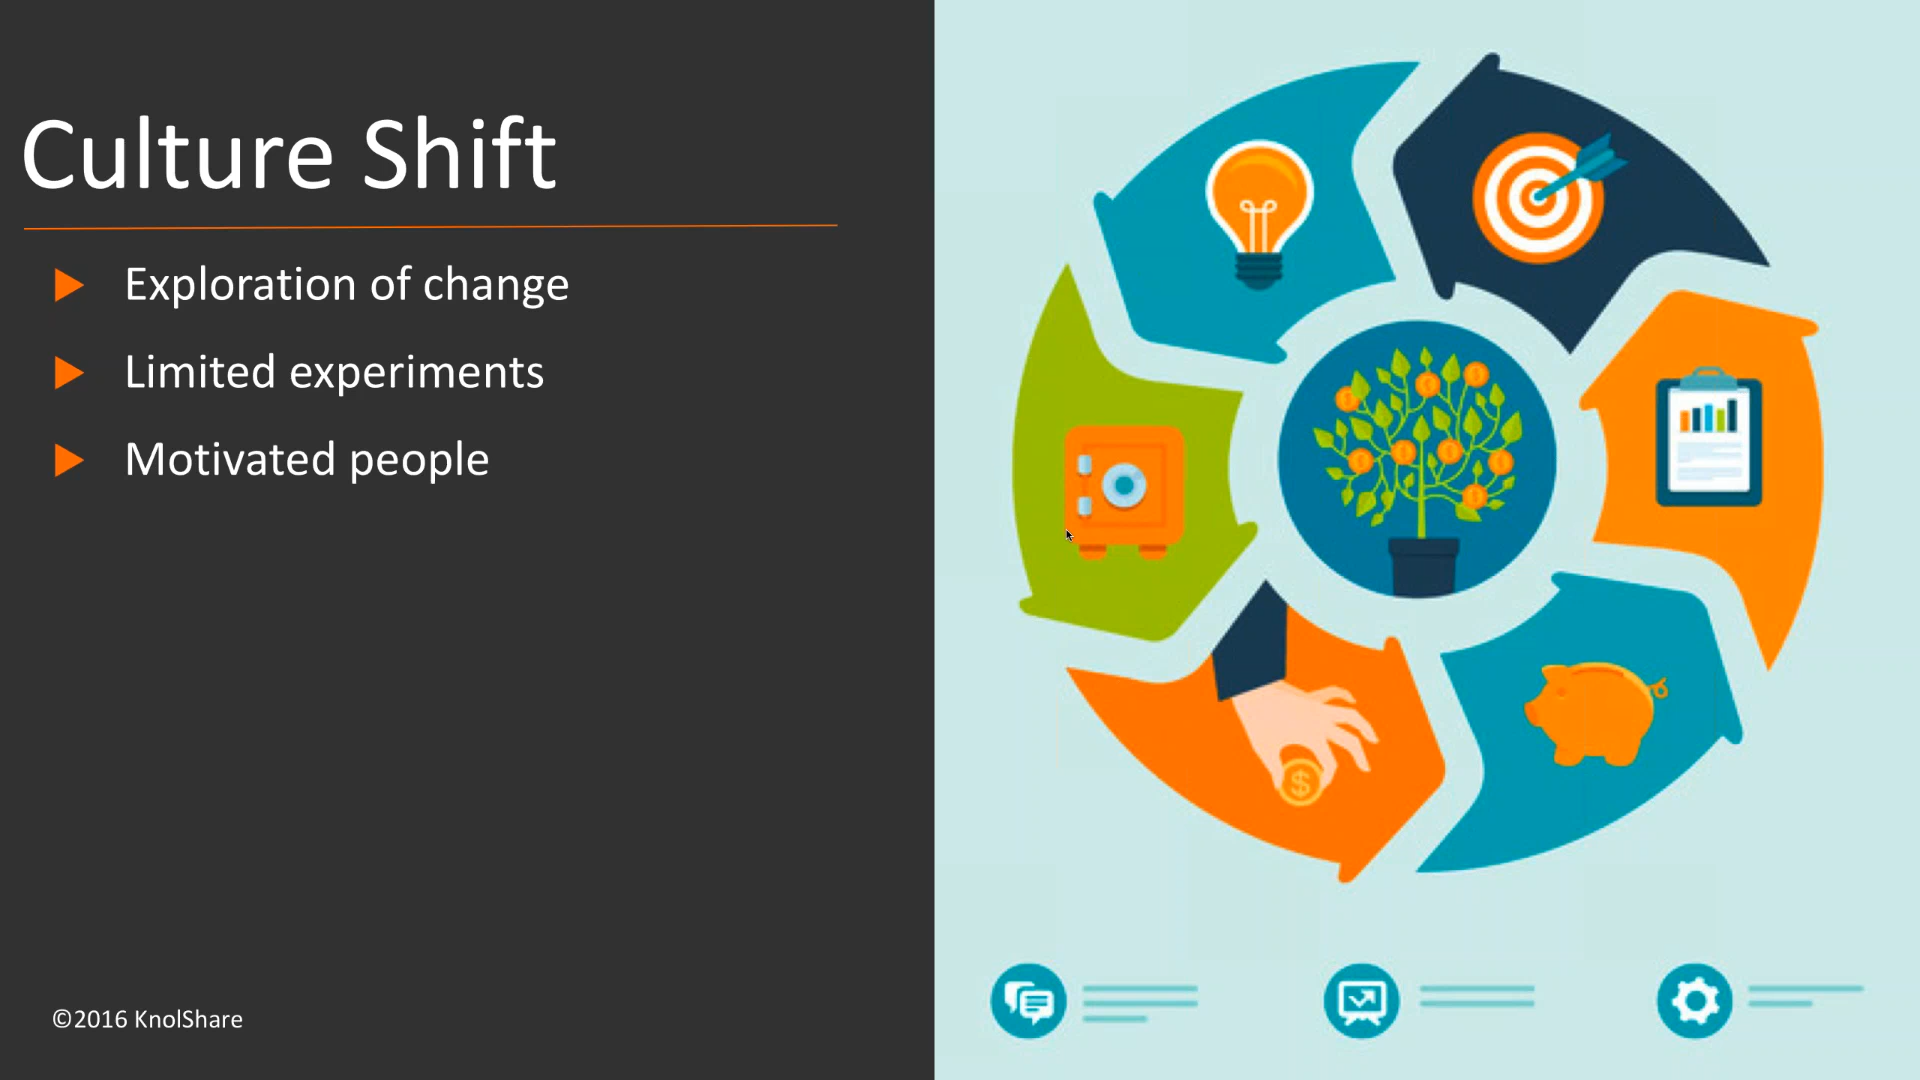 Culture Shift
Exploration of change
Limited experiments
Motivated people
©2016 KnolShare
$